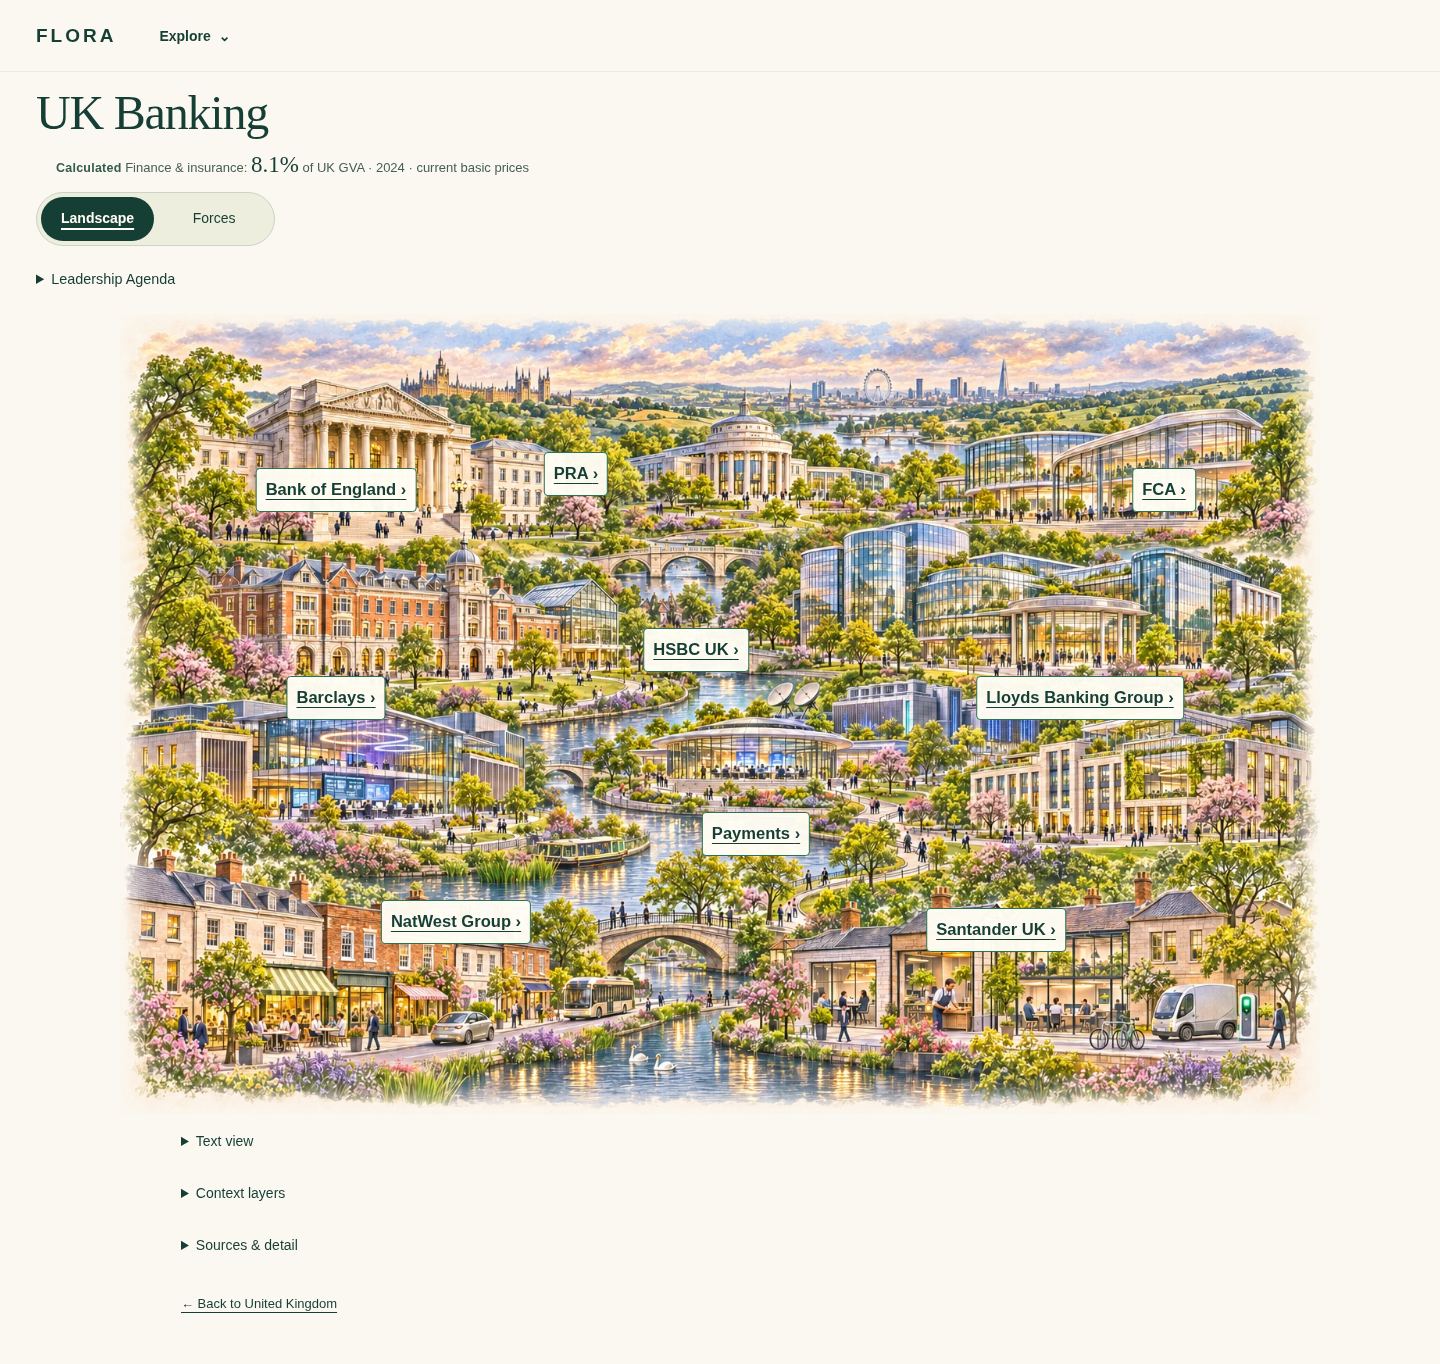 FLORA
Explore ⌄
UK Banking
Calculated Finance & insurance: 8.1% of UK GVA · 2024 · current basic prices
Landscape
Forces
▶ Leadership Agenda
PRA ›
Bank of England ›
FCA ›
HSBC UK ›
Barclays ›
Lloyds Banking Group ›
Payments ›
NatWest Group ›
Santander UK ›
▶ Text view
▶ Context layers
▶ Sources & detail
← Back to United Kingdom